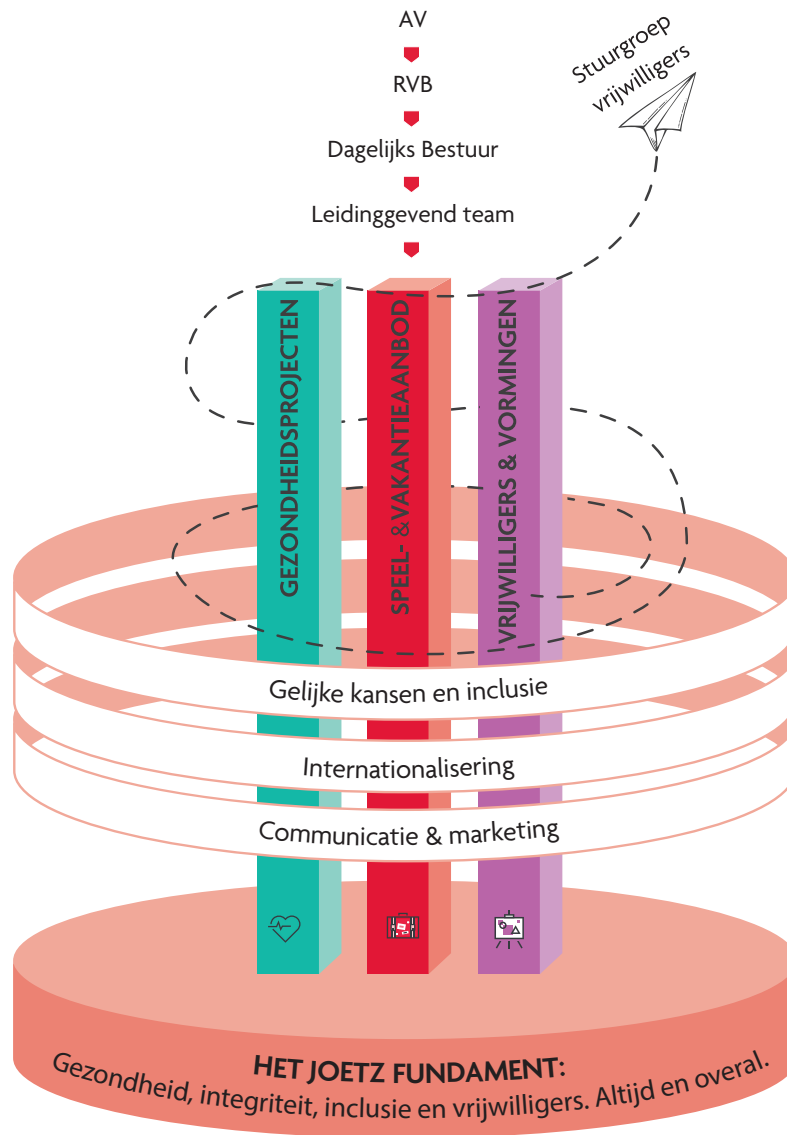 AV
RVB
Dagelijks Bestuur
Leidinggevend team
Stuurgroep
vrijwilligers
GEZONDHEIDSPROJECTEN
SPEEL- & VAKANTIEAANBOD
VRIJWILLIGERS & VORMINGEN
Gelijke kansen en inclusie
Internationalisering
Communicatie & marketing
HET JOETZ FUNDAMENT:
Gezondheid, integriteit, inclusie en vrijwilligers. Altijd en overal.